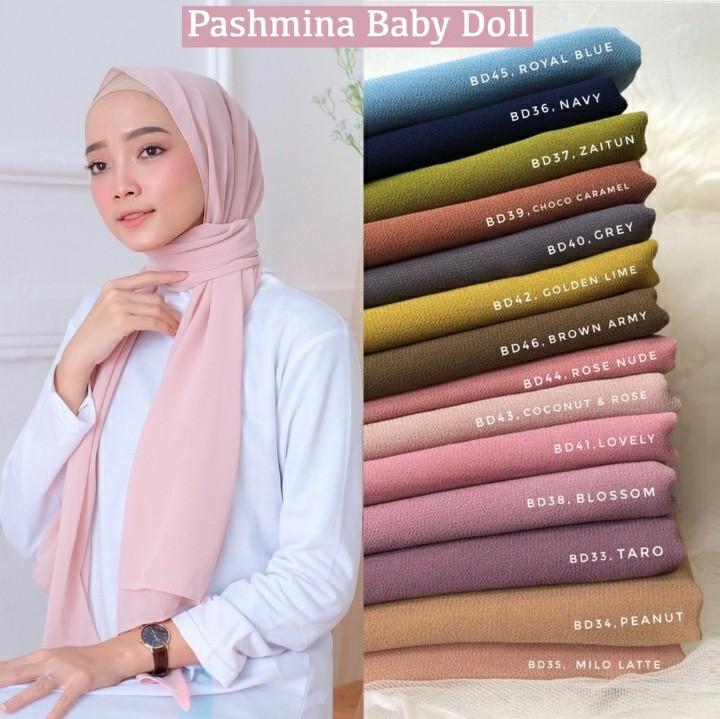 Pashmina Baby Doll
BD45, ROYAL BLUE
BD36, NAVY
BD37, ZAITUN
BD39, CHOCO CARAMEL
BD40, GREY
BD42, GOLDEN LIME
BD46, BROWN ARMY
BD44, ROSE NUDE
BD43, COCONUT & ROSE
BD41, LOVELY
BD38, BLOSSOM
BD33, TARO
BD34, PEANUT
BD35, MILO LATTE